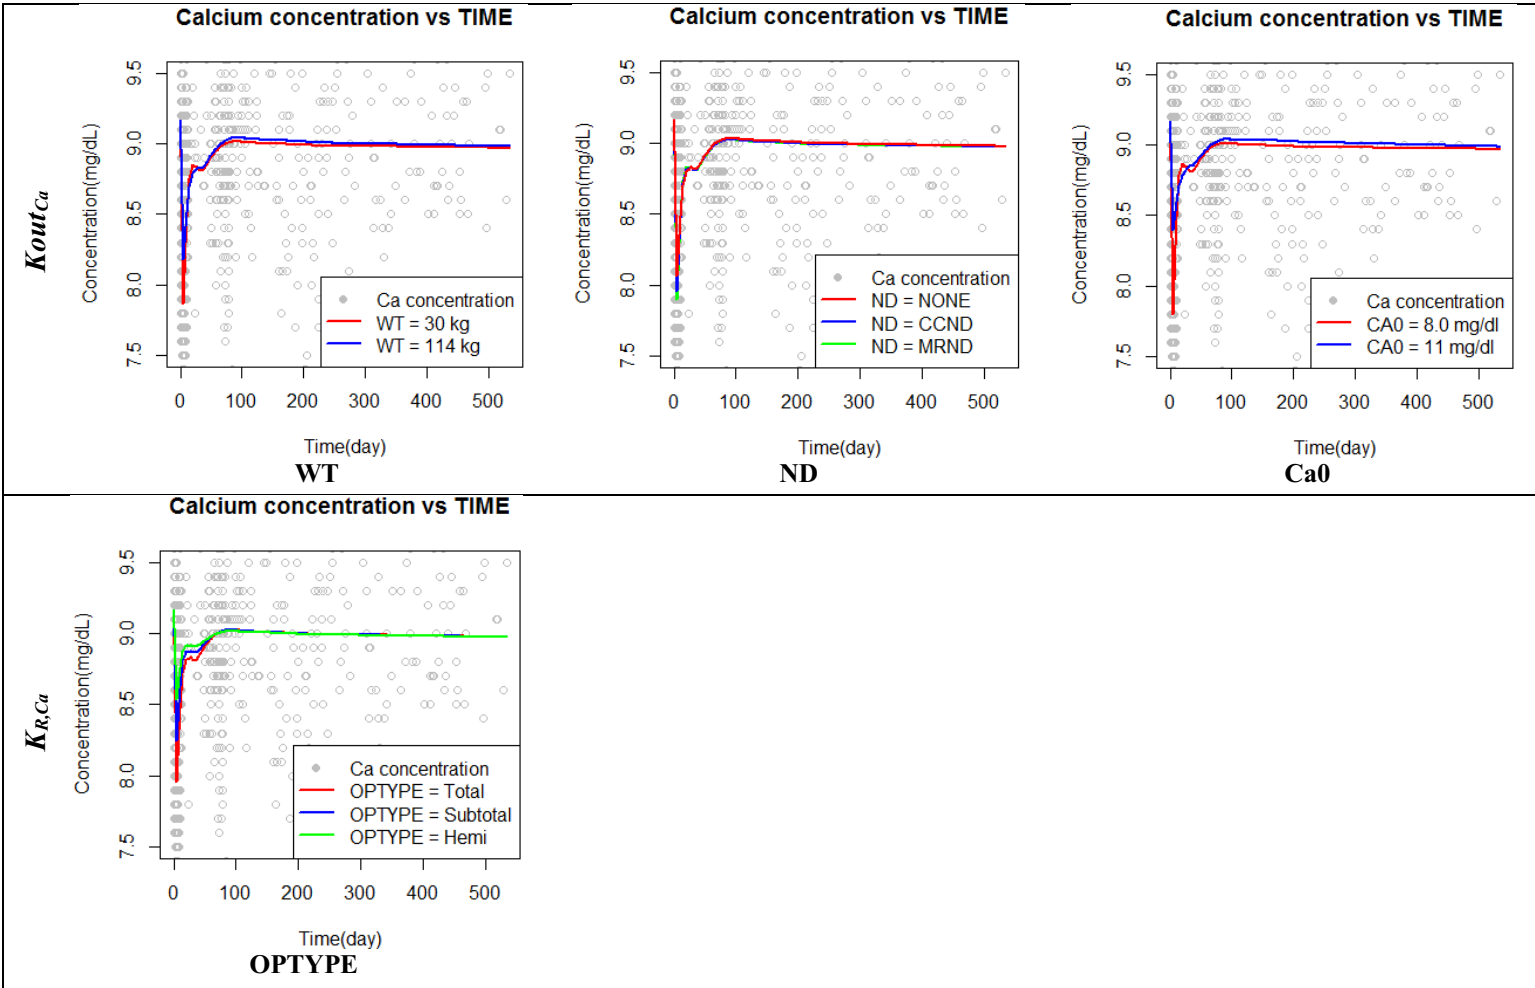 Calcium concentration vs TIME
Kout_Ca
Concentration(mg/dL)
9.5
9.0
8.5
8.0
7.5
Ca concentration
WT = 30 kg
WT = 114 kg
0 100 200 300 400 500
Time(day)
WT
Calcium concentration vs TIME
Concentration(mg/dL)
9.5
9.0
8.5
8.0
7.5
Ca concentration
ND = NONE
ND = CCND
ND = MRND
0 100 200 300 400 500
Time(day)
ND
Calcium concentration vs TIME
Concentration(mg/dL)
9.5
9.0
8.5
8.0
7.5
Ca concentration
CA0 = 8.0 mg/dl
CA0 = 11 mg/dl
0 100 200 300 400 500
Time(day)
Ca0
Calcium concentration vs TIME
K_R,Ca
Concentration(mg/dL)
9.5
9.0
8.5
8.0
7.5
Ca concentration
OPTYPE = Total
OPTYPE = Subtotal
OPTYPE = Hemi
0 100 200 300 400 500
Time(day)
OPTYPE